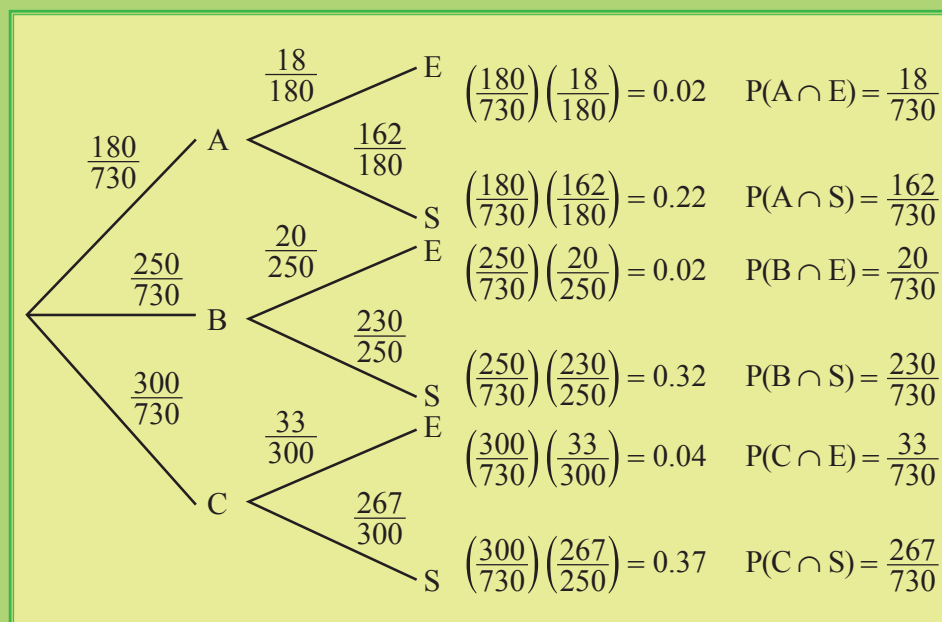 18/180 E (180/730)(18/180) = 0.02 P(A ∩ E) = 18/730
180/730 A 162/180
S (180/730)(162/180) = 0.22 P(A ∩ S) = 162/730
20/250 E (250/730)(20/250) = 0.02 P(B ∩ E) = 20/730
250/730 B 230/250
S (250/730)(230/250) = 0.32 P(B ∩ S) = 230/730
300/730 33/300 E (300/730)(33/300) = 0.04 P(C ∩ E) = 33/730
C 267/300
S (300/730)(267/250) = 0.37 P(C ∩ S) = 267/730